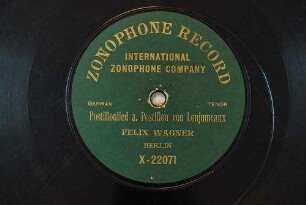 ZONOPHONE RECORD
INTERNATIONAL
ZONOPHONE COMPANY
GERMAN TENOR
Postillonlied a. Postillon von Lonjumeaux
FELIX WAGNER
BERLIN
X-22071